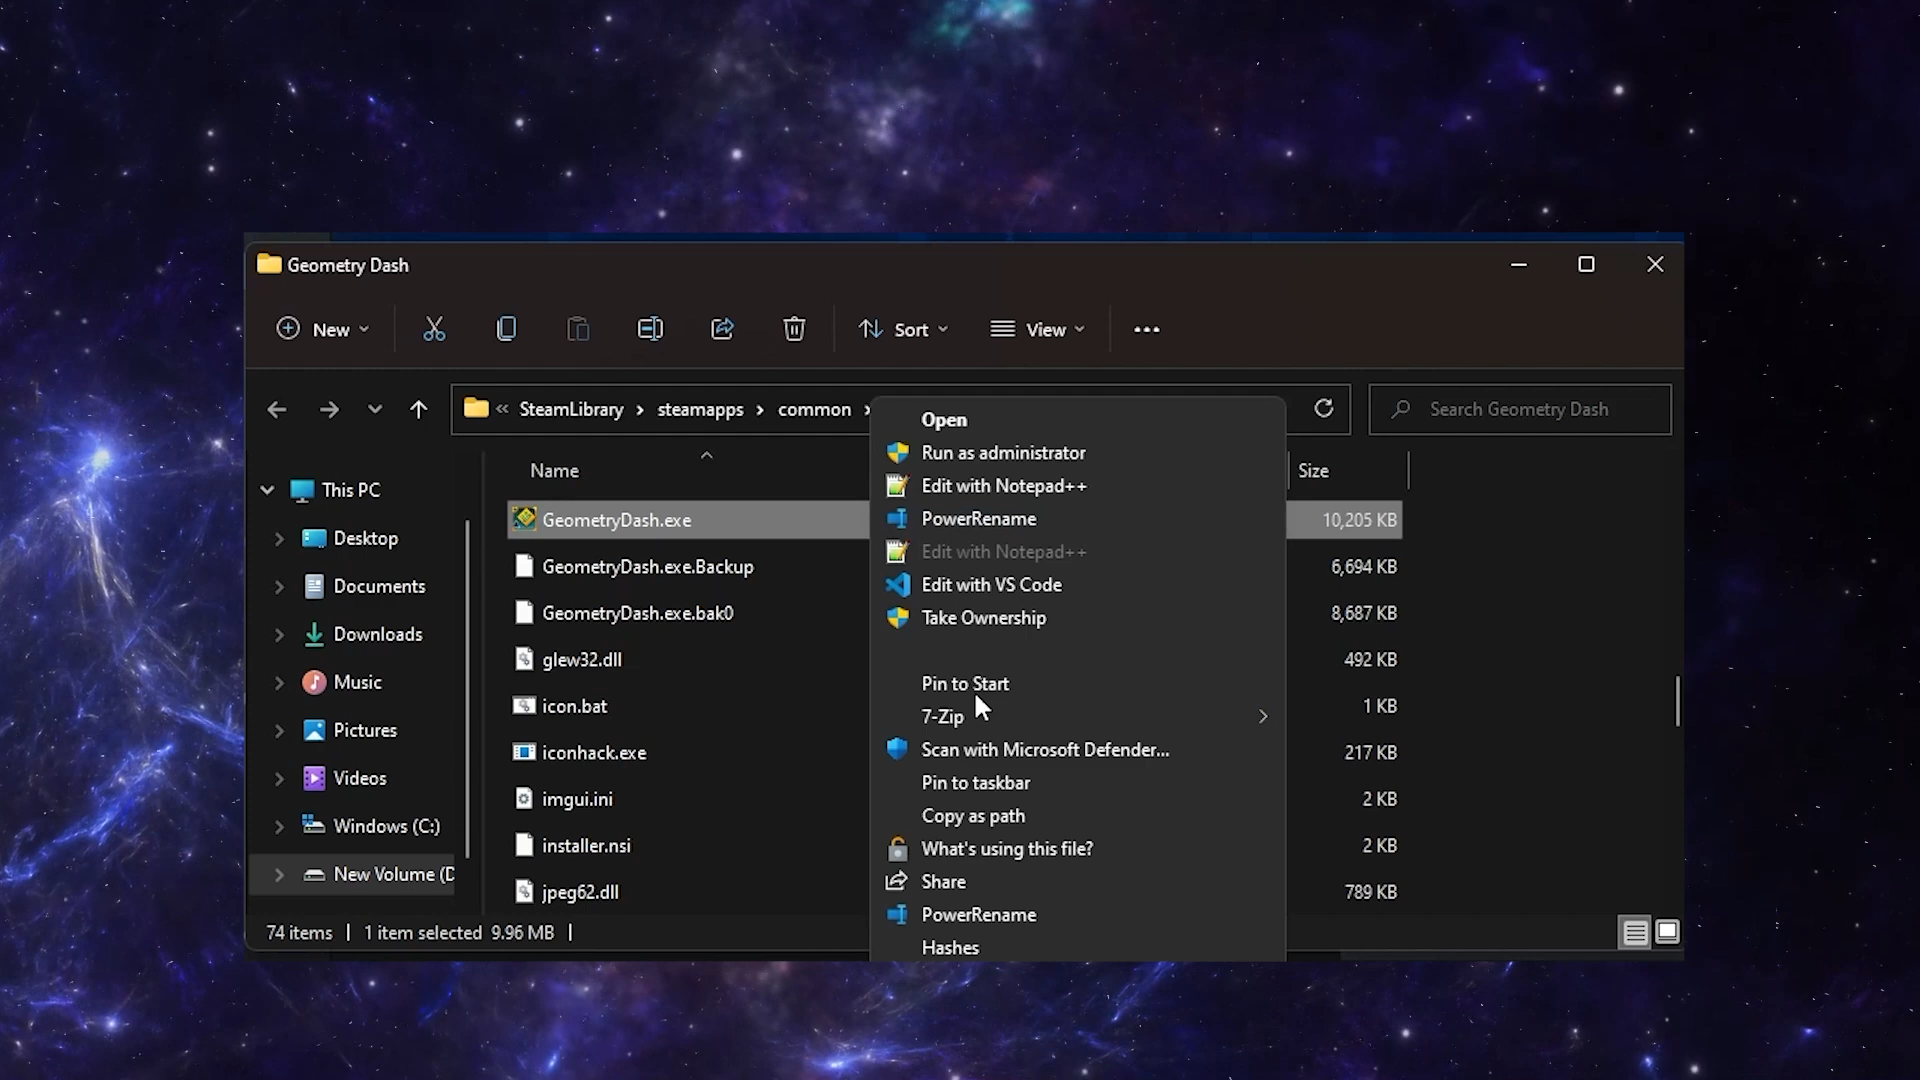 Geometry Dash
New
Sort
View
SteamLibrary
steamapps
common
Search Geometry Dash
This PC
Desktop
Documents
Downloads
Music
Pictures
Videos
Windows (C:)
New Volume (D
Name
Size
GeometryDash.exe
10,205 KB
GeometryDash.exe.Backup
6,694 KB
GeometryDash.exe.bak0
8,687 KB
glew32.dll
492 KB
icon.bat
1 KB
iconhack.exe
217 KB
imgui.ini
2 KB
installer.nsi
2 KB
jpeg62.dll
789 KB
Open
Run as administrator
Edit with Notepad++
PowerRename
Edit with Notepad++
Edit with VS Code
Take Ownership
Pin to Start
7-Zip
Scan with Microsoft Defender...
Pin to taskbar
Copy as path
What's using this file?
Share
PowerRename
Hashes
74 items
1 item selected 9.96 MB